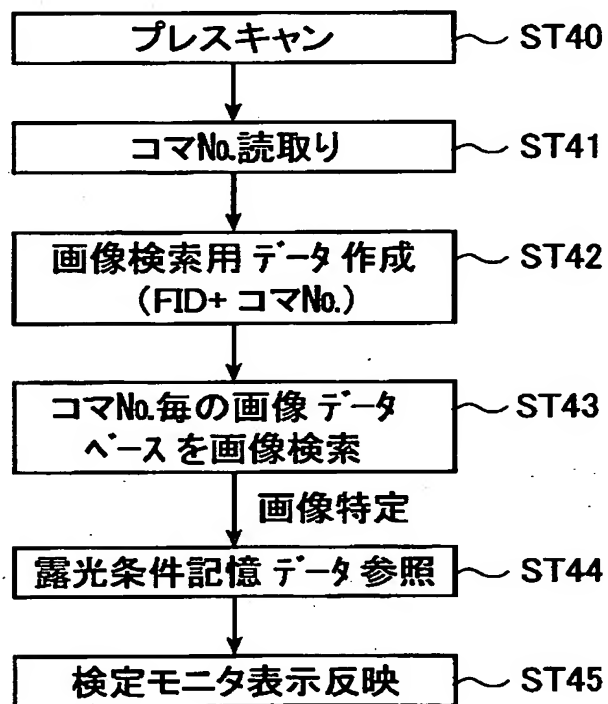 プレスキャン ST40
コマNo.読取り ST41
画像検索用データ作成 ST42
(FID+コマNo.)
コマNo.毎の画像データ ST43
ベースを画像検索
画像特定
露光条件記憶データ参照 ST44
検定モニタ表示反映 ST45